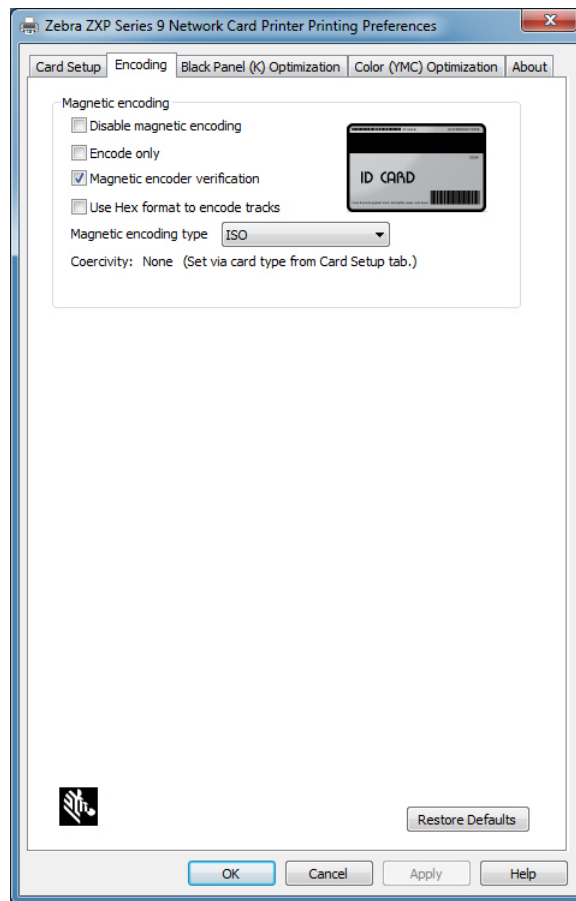 Zebra ZXP Series 9 Network Card Printer Printing Preferences
Card Setup Encoding Black Panel (K) Optimization Color (YMC) Optimization About
Magnetic encoding
Disable magnetic encoding
Encode only
Magnetic encoder verification
Use Hex format to encode tracks
ID CARD
Magnetic encoding type ISO
Coercivity: None (Set via card type from Card Setup tab.)
Restore Defaults
OK Cancel Apply Help